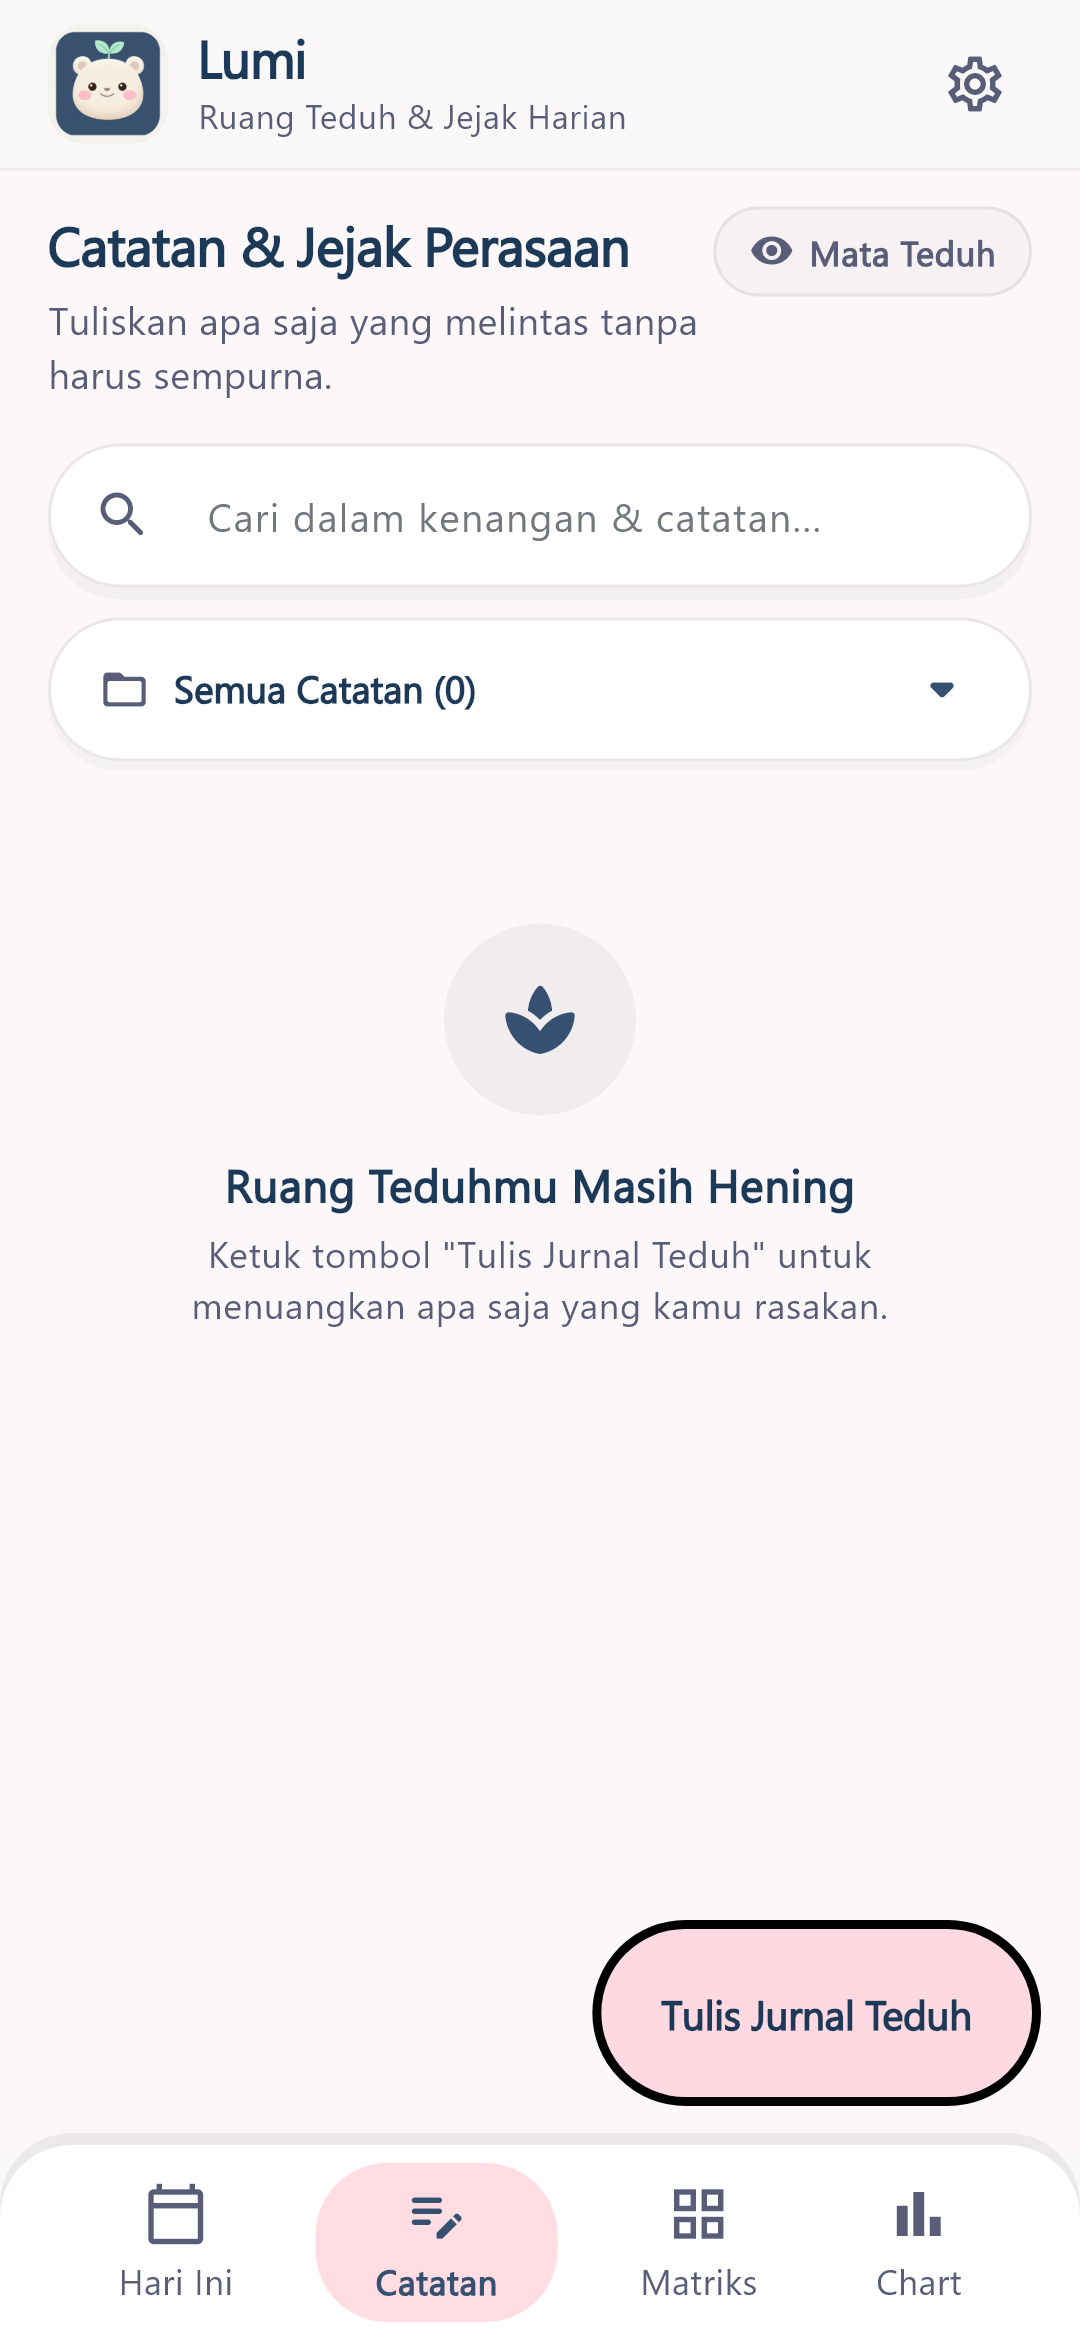 Lumi
Ruang Teduh & Jejak Harian
Catatan & Jejak Perasaan
Mata Teduh
Tuliskan apa saja yang melintas tanpa
harus sempurna.
Cari dalam kenangan & catatan...
Semua Catatan (0)
Ruang Teduhmu Masih Hening
Ketuk tombol "Tulis Jurnal Teduh" untuk
menuangkan apa saja yang kamu rasakan.
Tulis Jurnal Teduh
Hari Ini
Catatan
Matriks
Chart